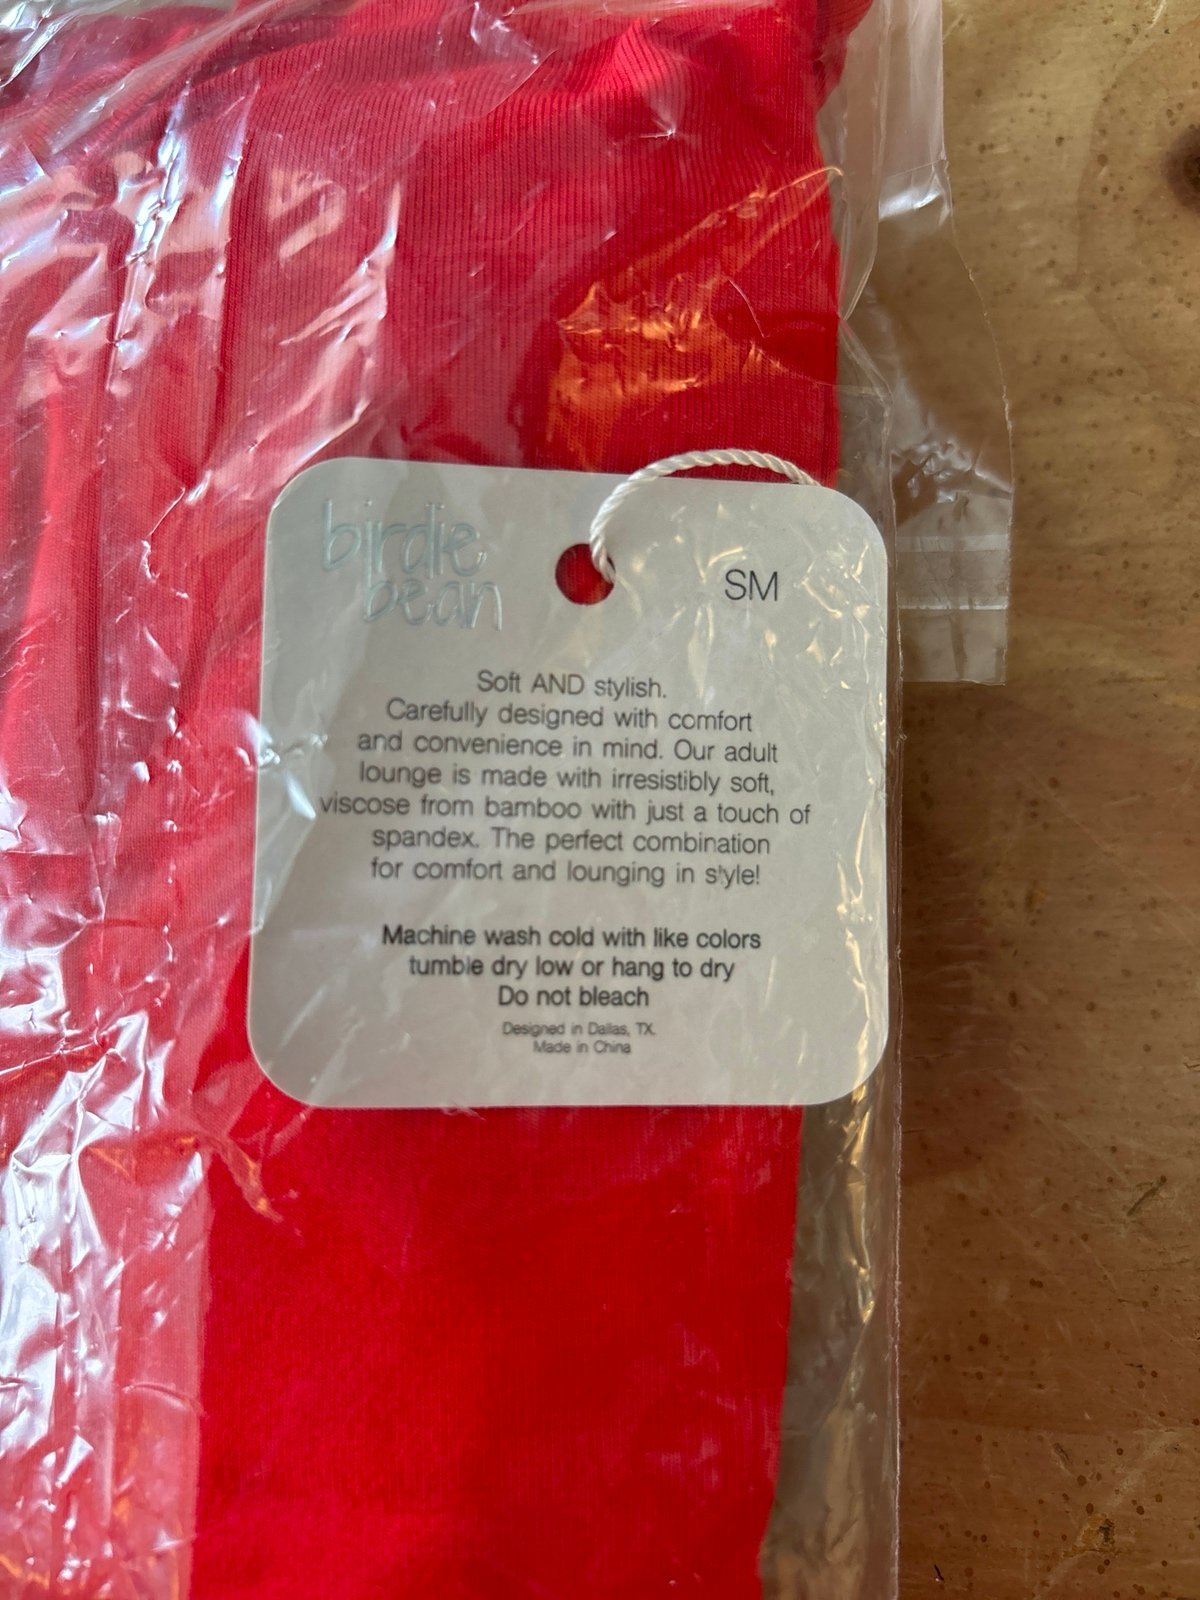 birdie
bean
SM
Soft AND stylish.
Carefully designed with comfort
and convenience in mind. Our adult
lounge is made with irresistibly soft,
viscose from bamboo with just a touch of
spandex. The perfect combination
for comfort and lounging in style!
Machine wash cold with like colors
tumble dry low or hang to dry
Do not bleach
Designed in Dallas, TX.
Made in China